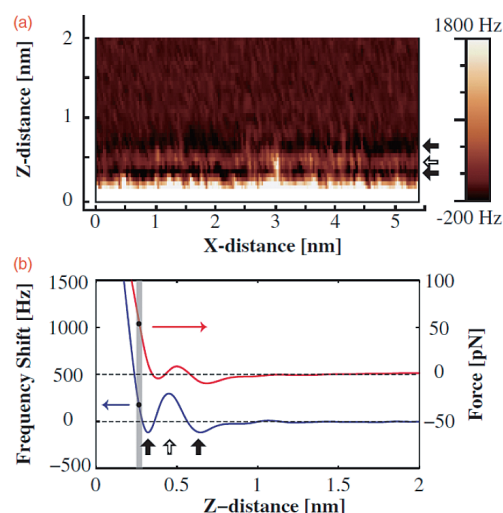 (a)
1800 Hz
2
1
0
Z-distance [nm]
0 1 2 3 4 5
X-distance [nm]
-200 Hz
(b)
1500
1000
500
0
−500
Frequency Shift [Hz]
100
50
0
−50
Force [pN]
0 0.5 1 1.5 2
Z−distance [nm]